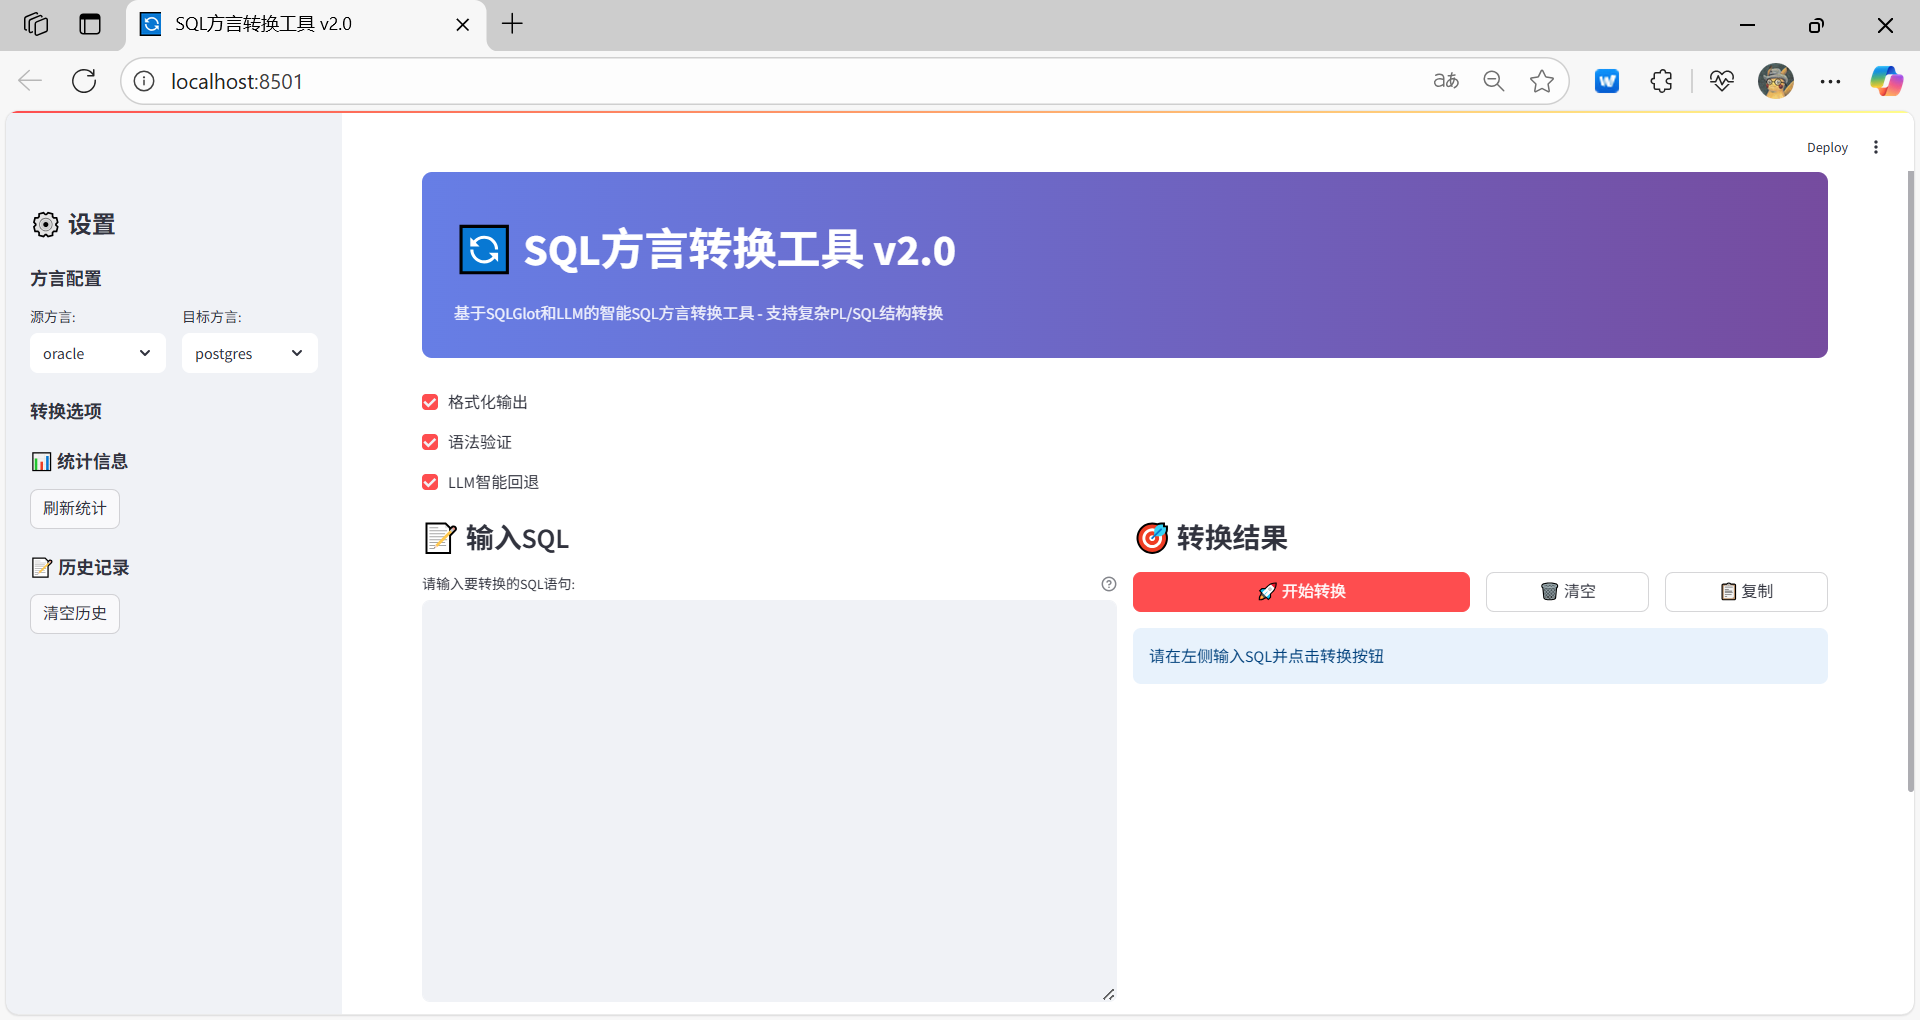 SQL方言转换工具 v2.0
localhost:8501
aあ
Deploy
设置
方言配置
源方言:
目标方言:
oracle
postgres
转换选项
统计信息
刷新统计
历史记录
清空历史
SQL方言转换工具 v2.0
基于SQLGlot和LLM的智能SQL方言转换工具 - 支持复杂PL/SQL结构转换
格式化输出
语法验证
LLM智能回退
输入SQL
请输入要转换的SQL语句:
转换结果
开始转换
清空
复制
请在左侧输入SQL并点击转换按钮